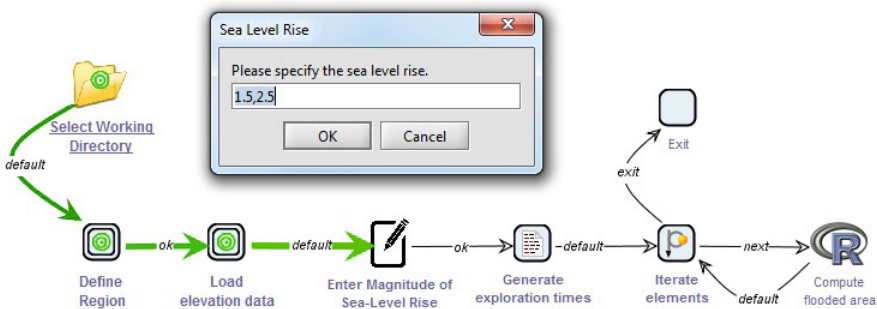 Sea Level Rise
X
Please specify the sea level rise.
1.5,2.5
OK
Cancel
Select Working
Directory
default
Exit
exit
ok
default
ok
default
next
default
R
Define
Region
Load
elevation data
Enter Magnitude of
Sea-Level Rise
Generate
exploration times
Iterate
elements
Compute
flooded area